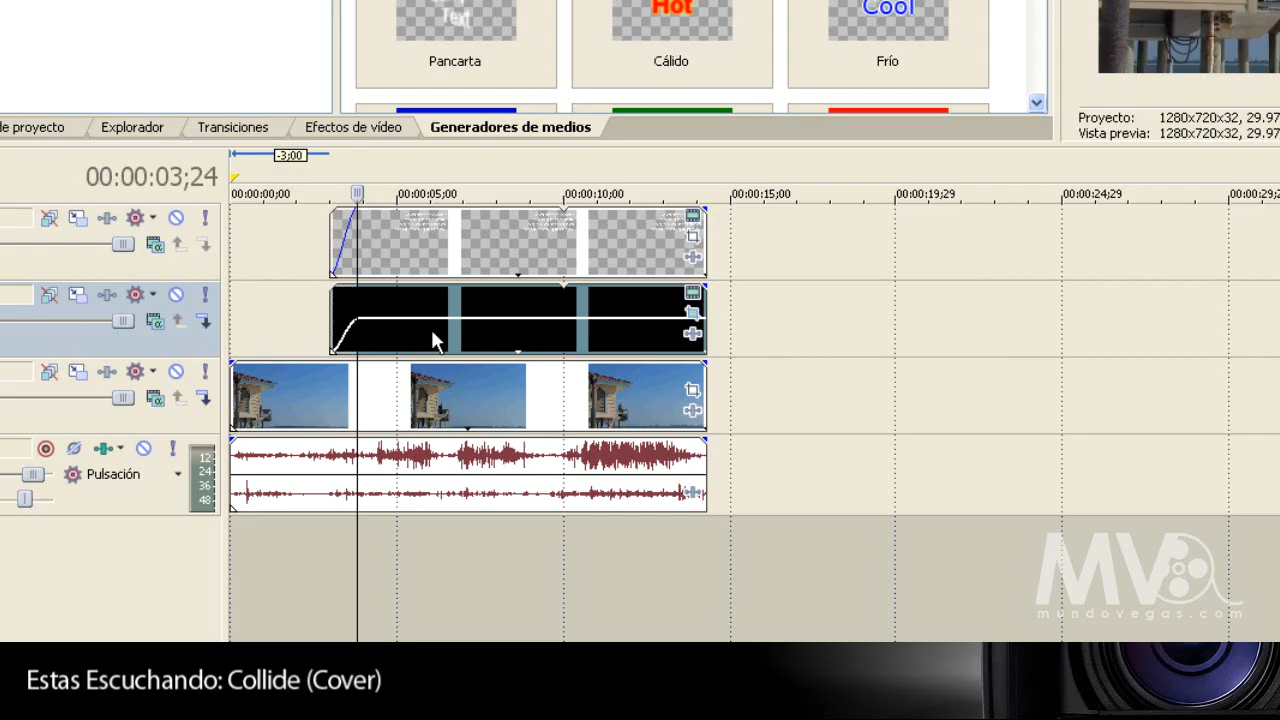 Text
Hot
Cool
Pancarta
Cálido
Frío
de proyecto
Explorador
Transiciones
Efectos de vídeo
Generadores de medios
Proyecto: 1280x720x32, 29.97
Vista previa: 1280x720x32, 29.97
-3;00
00:00:03;24
00:00:00;00
00:00:05;00
00:00:10;00
00:00:15;00
00:00:19;29
00:00:24;29
00:00:29;2
Pulsación
12
24
36
48
MV
mundovegas.com
Estas Escuchando: Collide (Cover)